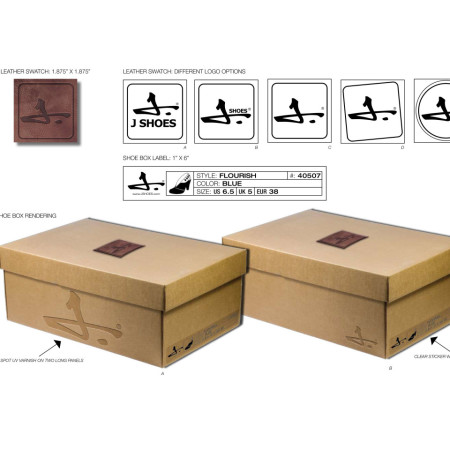 LEATHER SWATCH: 1.875" X 1.875"
LEATHER SWATCH: DIFFERENT LOGO OPTIONS
J SHOES
SHOES
A
B
C
D
SHOE BOX LABEL: 1" X 6"
STYLE: FLOURISH #: 40507
COLOR: BLUE
SIZE: US 6.5 UK 5 EUR 38
HOE BOX RENDERING
SPOT UV VARNISH ON TWO LONG PANELS
A
CLEAR STICKER
B